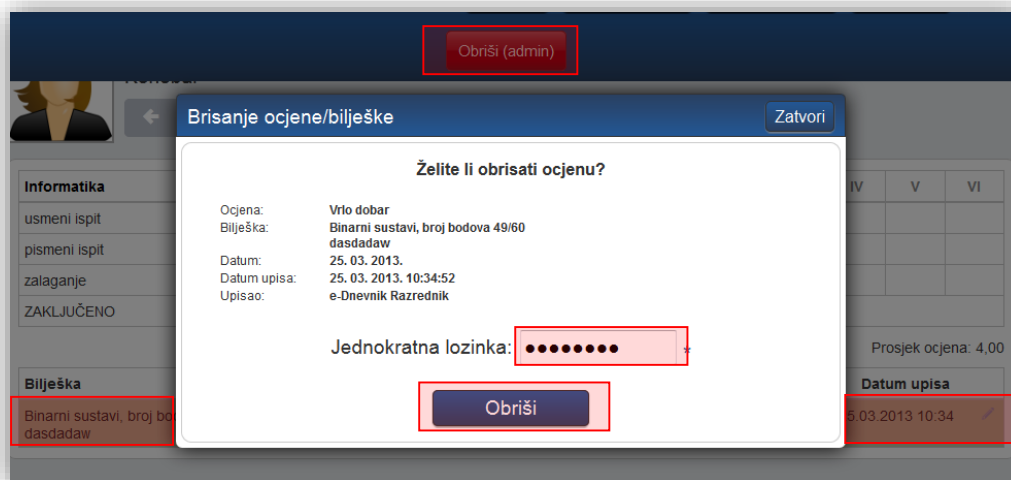 Obriši (admin)
Brisanje ocjene/bilješke
Zatvori
Želite li obrisati ocjenu?
Ocjena: Vrlo dobar
Bilješka: Binarni sustavi, broj bodova 49/60
dasdadaw
Datum: 25. 03. 2013.
Datum upisa: 25. 03. 2013. 10:34:52
Upisao: e-Dnevnik Razrednik
Jednokratna lozinka: ●●●●●●●● *
Obriši
Informatika IV V VI
usmeni ispit
pismeni ispit
zalaganje
ZAKLJUČENO
Prosjek ocjena: 4,00
Bilješka Datum upisa
Binarni sustavi, broj 5.03.2013 10:34
dasdadaw